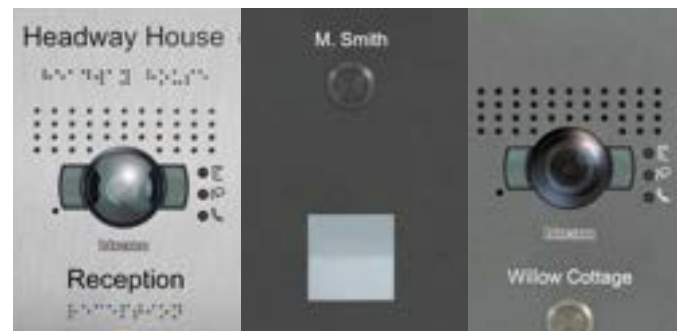 Headway House
⠓⠑⠁⠙⠺⠁⠽ ⠓⠕⠥⠎⠑
Reception
⠗⠑⠉⠑⠏⠞⠊⠕⠝
M. Smith
Willow Cottage